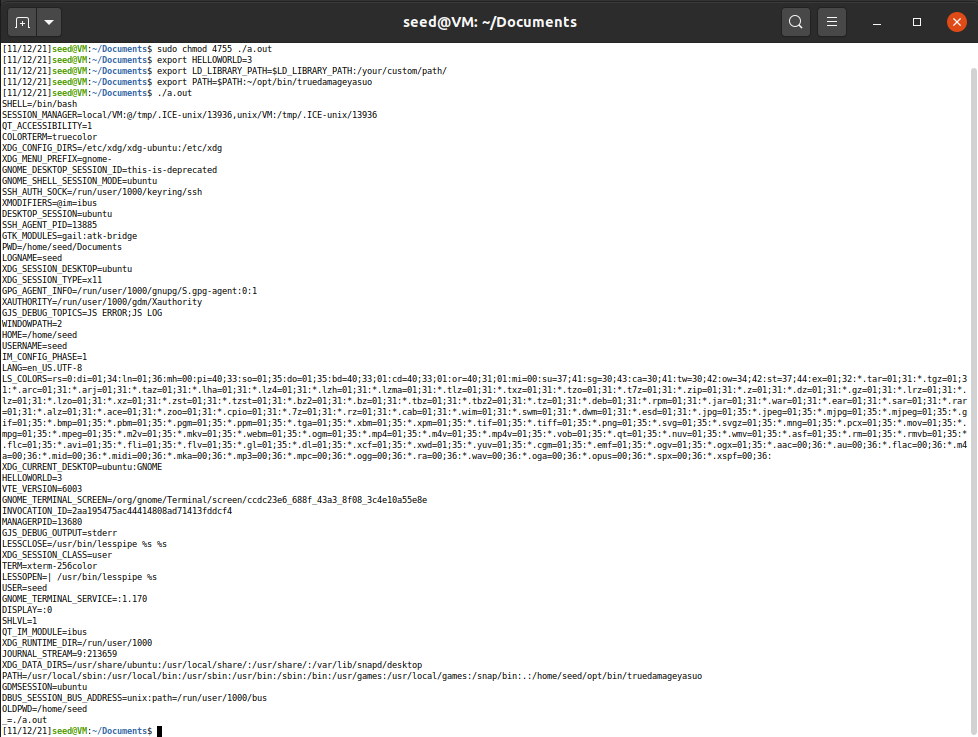 seed@VM: ~/Documents
[11/12/21]seed@VM:~/Documents$ sudo chmod 4755 ./a.out
[11/12/21]seed@VM:~/Documents$ export HELLOWORLD=3
[11/12/21]seed@VM:~/Documents$ export LD_LIBRARY_PATH=$LD_LIBRARY_PATH:/your/custom/path/
[11/12/21]seed@VM:~/Documents$ export PATH=$PATH:~/opt/bin/truedamageyasuo
[11/12/21]seed@VM:~/Documents$ ./a.out
SHELL=/bin/bash
SESSION_MANAGER=local/VM:@/tmp/.ICE-unix/13936,unix/VM:/tmp/.ICE-unix/13936
QT_ACCESSIBILITY=1
COLORTERM=truecolor
XDG_CONFIG_DIRS=/etc/xdg/xdg-ubuntu:/etc/xdg
XDG_MENU_PREFIX=gnome-
GNOME_DESKTOP_SESSION_ID=this-is-deprecated
GNOME_SHELL_SESSION_MODE=ubuntu
SSH_AUTH_SOCK=/run/user/1000/keyring/ssh
XMODIFIERS=@im=ibus
DESKTOP_SESSION=ubuntu
SSH_AGENT_PID=13885
GTK_MODULES=gail:atk-bridge
PWD=/home/seed/Documents
LOGNAME=seed
XDG_SESSION_DESKTOP=ubuntu
XDG_SESSION_TYPE=x11
GPG_AGENT_INFO=/run/user/1000/gnupg/S.gpg-agent:0:1
XAUTHORITY=/run/user/1000/gdm/Xauthority
GJS_DEBUG_TOPICS=JS ERROR;JS LOG
WINDOWPATH=2
HOME=/home/seed
USERNAME=seed
IM_CONFIG_PHASE=1
LANG=en_US.UTF-8
LS_COLORS=rs=0:di=01;34:ln=01;36:mh=00:pi=40;33:so=01;35:do=01;35:bd=40;33;01:cd=40;33;01:or=40;31;01:mi=00:su=37;41:sg=30;43:ca=30;41:tw=30;42:ow=34;42:st=37;44:ex=01;32:*.tar=01;31:*.tgz=01;3
1:*.arc=01;31:*.arj=01;31:*.taz=01;31:*.lha=01;31:*.lz4=01;31:*.lzh=01;31:*.lzma=01;31:*.tlz=01;31:*.txz=01;31:*.tzo=01;31:*.t7z=01;31:*.zip=01;31:*.z=01;31:*.dz=01;31:*.gz=01;31:*.lrz=01;31:*.
lz=01;31:*.lzo=01;31:*.xz=01;31:*.zst=01;31:*.tzst=01;31:*.bz2=01;31:*.bz=01;31:*.tbz=01;31:*.tbz2=01;31:*.tz=01;31:*.deb=01;31:*.rpm=01;31:*.jar=01;31:*.war=01;31:*.ear=01;31:*.sar=01;31:*.rar
=01;31:*.alz=01;31:*.ace=01;31:*.zoo=01;31:*.cpio=01;31:*.7z=01;31:*.rz=01;31:*.cab=01;31:*.wim=01;31:*.swm=01;31:*.dwm=01;31:*.esd=01;31:*.jpg=01;35:*.jpeg=01;35:*.mjpg=01;35:*.mjpeg=01;35:*.g
if=01;35:*.bmp=01;35:*.pbm=01;35:*.pgm=01;35:*.ppm=01;35:*.tga=01;35:*.xbm=01;35:*.xpm=01;35:*.tif=01;35:*.tiff=01;35:*.png=01;35:*.svg=01;35:*.svgz=01;35:*.mng=01;35:*.pcx=01;35:*.mov=01;35:*.
mpg=01;35:*.mpeg=01;35:*.m2v=01;35:*.mkv=01;35:*.webm=01;35:*.ogm=01;35:*.mp4=01;35:*.m4v=01;35:*.mp4v=01;35:*.vob=01;35:*.qt=01;35:*.nuv=01;35:*.wmv=01;35:*.asf=01;35:*.rm=01;35:*.rmvb=01;35:*
.flc=01;35:*.avi=01;35:*.fli=01;35:*.flv=01;35:*.gl=01;35:*.dl=01;35:*.xcf=01;35:*.xwd=01;35:*.yuv=01;35:*.cgm=01;35:*.emf=01;35:*.ogv=01;35:*.ogx=01;35:*.aac=00;36:*.au=00;36:*.flac=00;36:*.m4
a=00;36:*.mid=00;36:*.midi=00;36:*.mka=00;36:*.mp3=00;36:*.mpc=00;36:*.ogg=00;36:*.ra=00;36:*.wav=00;36:*.oga=00;36:*.opus=00;36:*.spx=00;36:*.xspf=00;36:
XDG_CURRENT_DESKTOP=ubuntu:GNOME
HELLOWORLD=3
VTE_VERSION=6003
GNOME_TERMINAL_SCREEN=/org/gnome/Terminal/screen/ccdc23e6_688f_43a3_8f08_3c4e10a55e8e
INVOCATION_ID=2aa195475ac44414808ad71413fddcf4
MANAGERPID=13680
GJS_DEBUG_OUTPUT=stderr
LESSCLOSE=/usr/bin/lesspipe %s %s
XDG_SESSION_CLASS=user
TERM=xterm-256color
LESSOPEN=| /usr/bin/lesspipe %s
USER=seed
GNOME_TERMINAL_SERVICE=:1.170
DISPLAY=:0
SHLVL=1
QT_IM_MODULE=ibus
XDG_RUNTIME_DIR=/run/user/1000
JOURNAL_STREAM=9:213659
XDG_DATA_DIRS=/usr/share/ubuntu:/usr/local/share/:/usr/share/:/var/lib/snapd/desktop
PATH=/usr/local/sbin:/usr/local/bin:/usr/sbin:/usr/bin:/sbin:/bin:/usr/games:/usr/local/games:/snap/bin:.:/home/seed/opt/bin/truedamageyasuo
GDMSESSION=ubuntu
DBUS_SESSION_BUS_ADDRESS=unix:path=/run/user/1000/bus
OLDPWD=/home/seed
_=./a.out
[11/12/21]seed@VM:~/Documents$